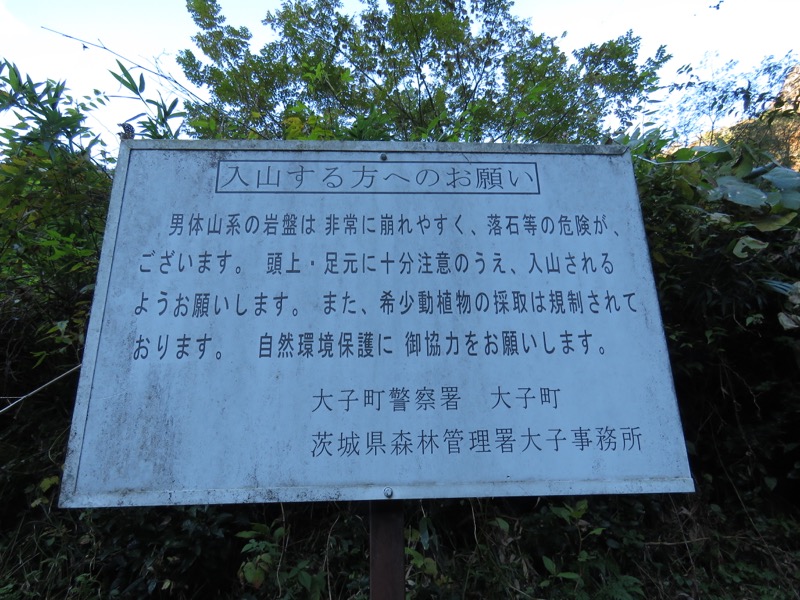 入山する方へのお願い
男体山系の岩盤は 非常に崩れやすく、落石等の危険が、
ございます。 頭上・足元に十分注意のうえ、入山される
ようお願いします。 また、希少動植物の採取は規制されて
おります。 自然環境保護に 御協力をお願いします。
大子町警察署 大子町
茨城県森林管理署大子事務所